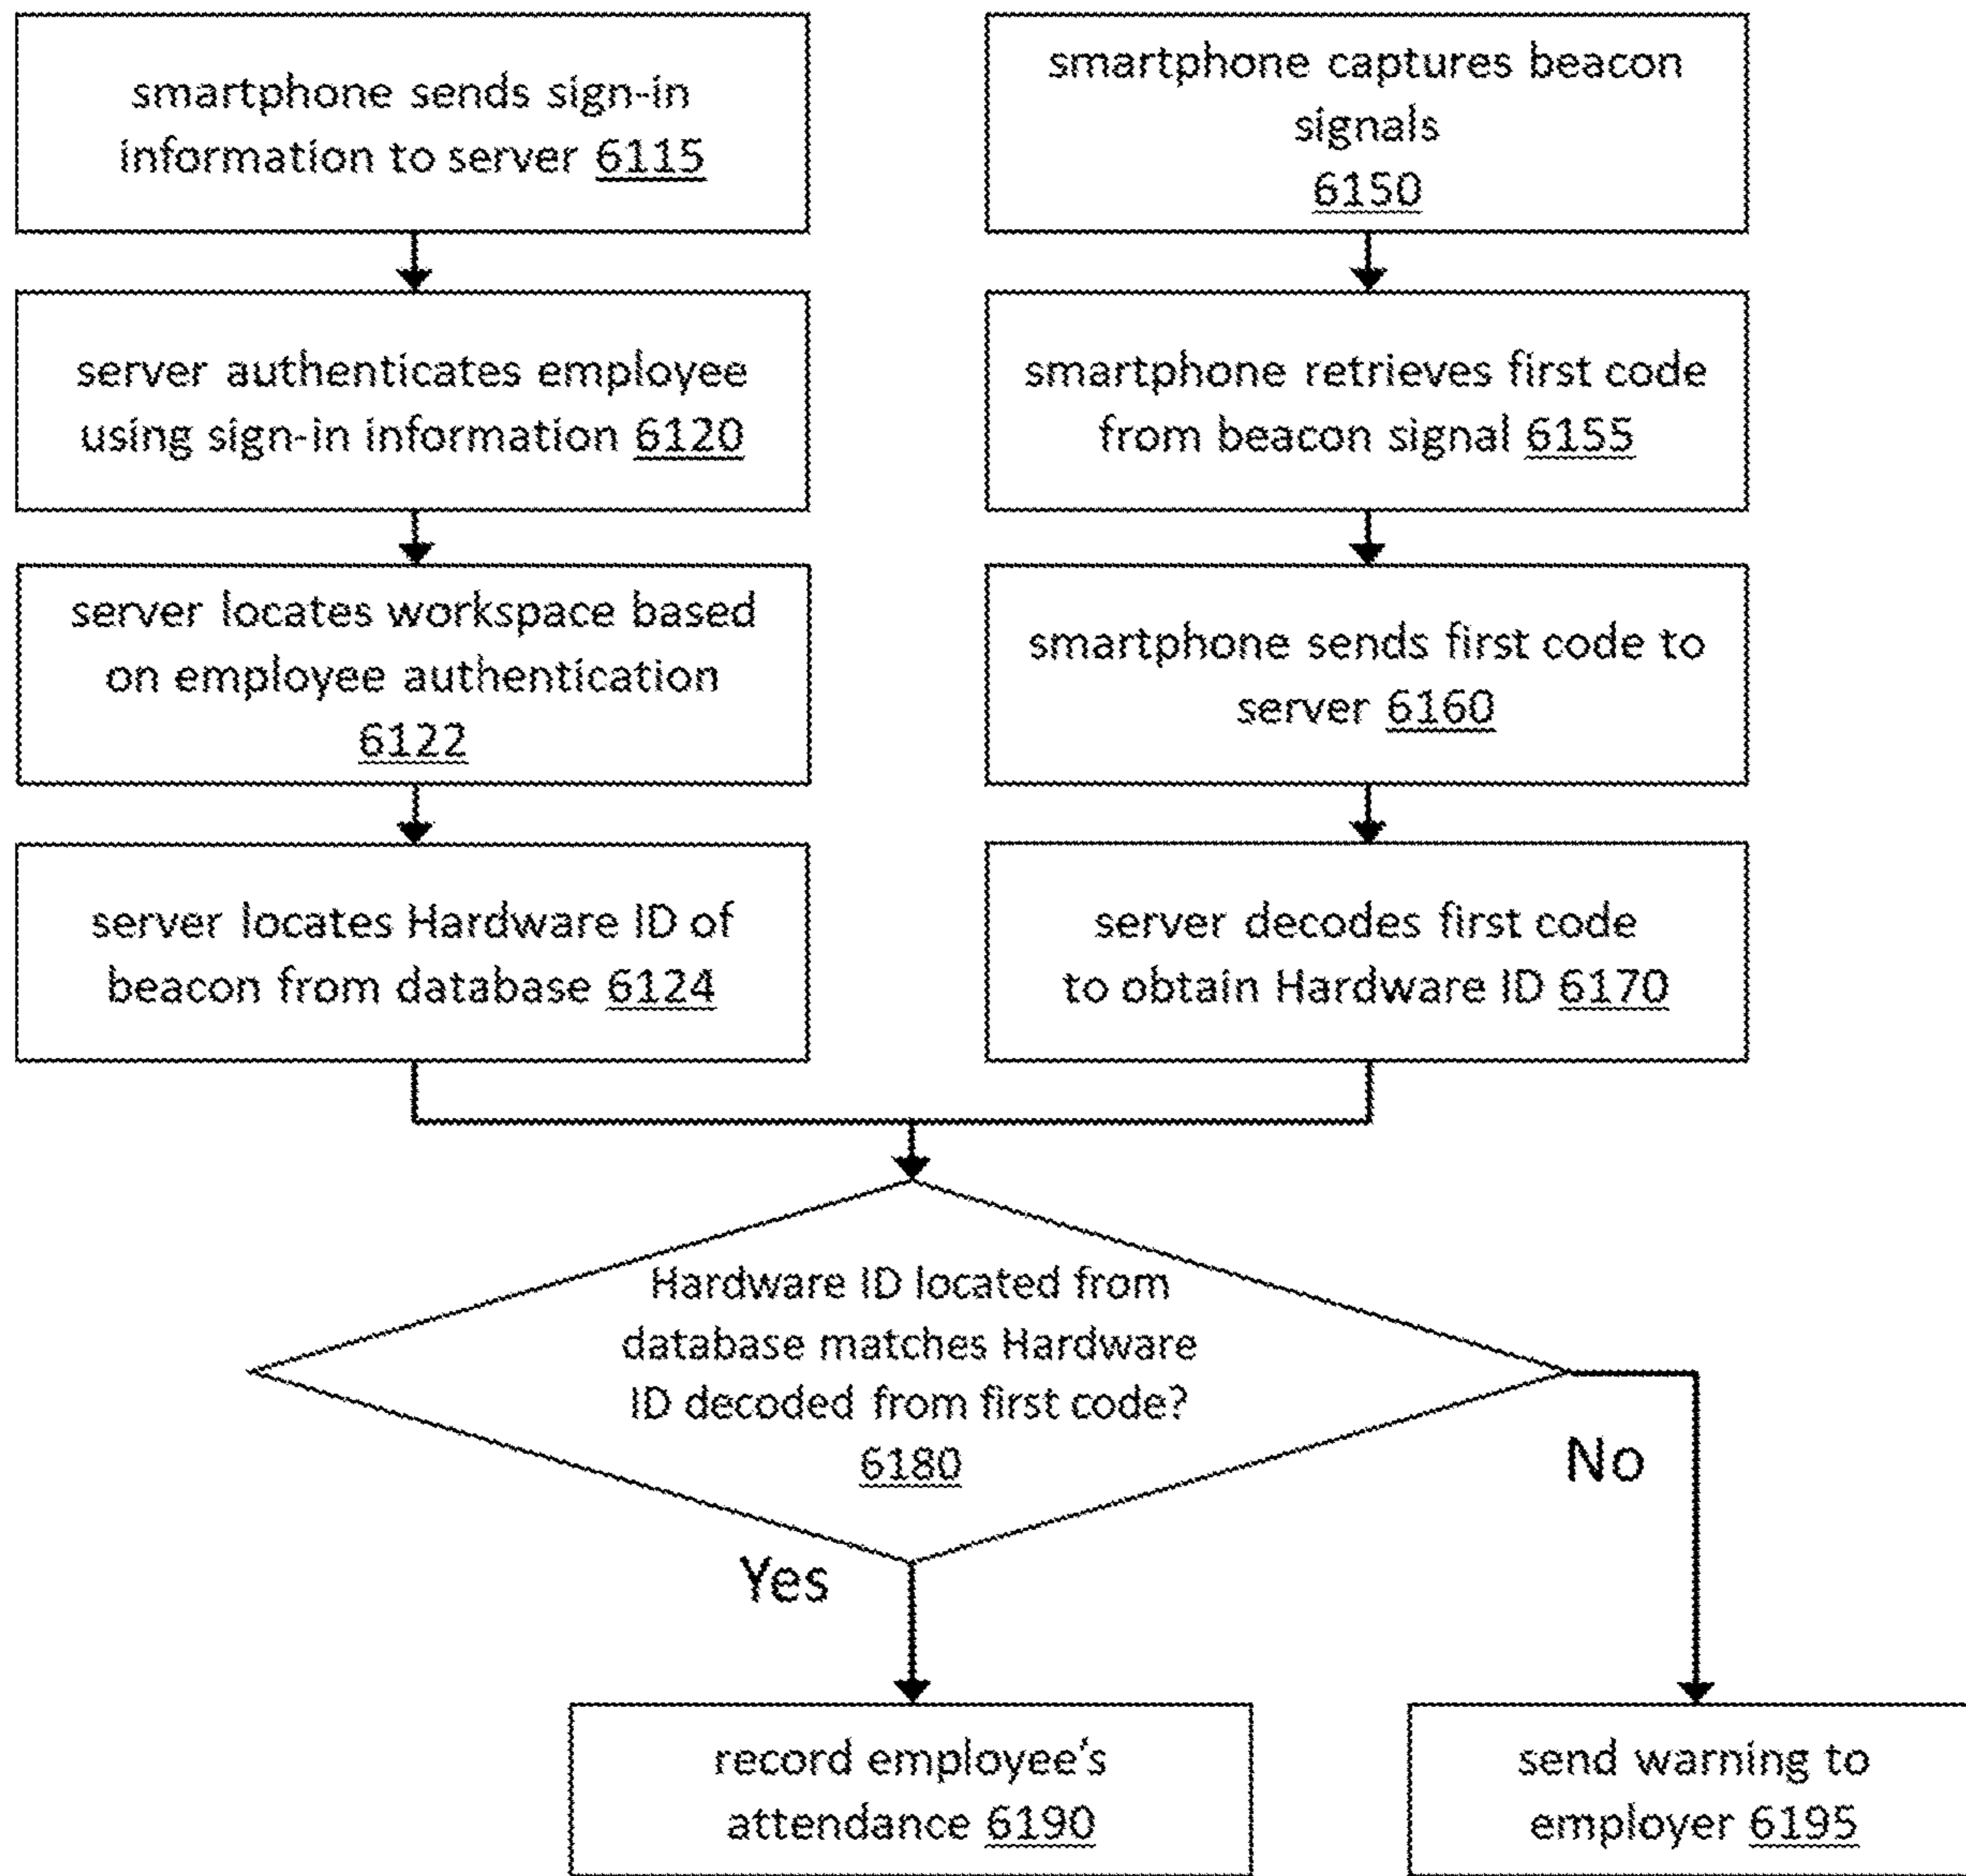 smartphone sends sign-in
information to server 6115
server authenticates employee
using sign-in information 6120
server locates workspace based
on employee authentication
6122
server locates Hardware ID of
beacon from database 6124
smartphone captures beacon
signals
6150
smartphone retrieves first code
from beacon signal 6155
smartphone sends first code to
server 6160
server decodes first code
to obtain Hardware ID 6170
Hardware ID located from
database matches Hardware
ID decoded from first code?
6180
No
Yes
record employee's
attendance 6190
send warning to
employer 6195